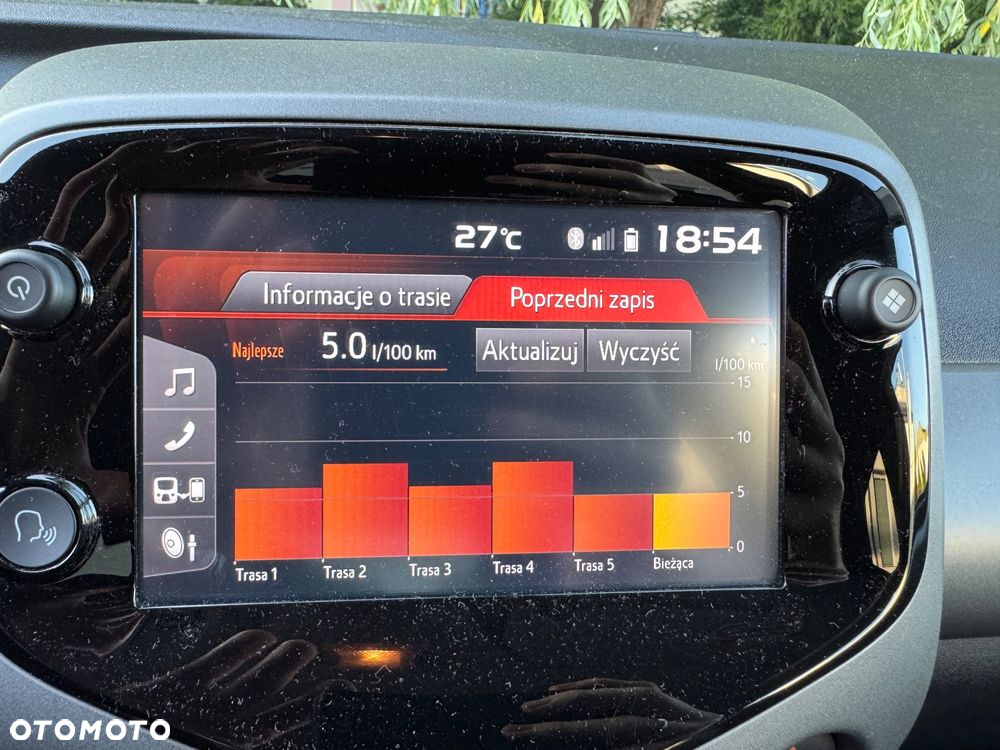 27°C 18:54
Informacje o trasie Poprzedni zapis
Najlepsze 5.0 l/100 km Aktualizuj Wyczyść
l/100 km
15
10
5
0
Trasa 1 Trasa 2 Trasa 3 Trasa 4 Trasa 5 Bieżąca
OTOMOTO